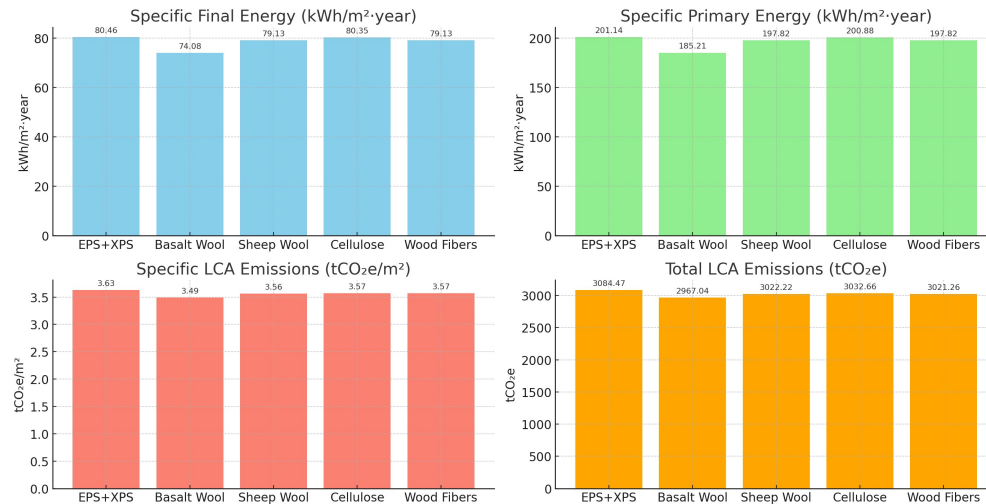 Specific Final Energy (kWh/m²·year)
80.46 74.08 79.13 80.35 79.13
80
60
40
20
0
kWh/m²·year
EPS+XPS Basalt Wool Sheep Wool Cellulose Wood Fibers
Specific Primary Energy (kWh/m²·year)
201.14 185.21 197.82 200.88 197.82
200
150
100
50
0
kWh/m²·year
EPS+XPS Basalt Wool Sheep Wool Cellulose Wood Fibers
Specific LCA Emissions (tCO₂e/m²)
3.63 3.49 3.56 3.57 3.57
3.5
3.0
2.5
2.0
1.5
1.0
0.5
0.0
tCO₂e/m²
EPS+XPS Basalt Wool Sheep Wool Cellulose Wood Fibers
Total LCA Emissions (tCO₂e)
3084.47 2967.04 3022.22 3032.66 3021.26
3000
2500
2000
1500
1000
500
0
tCO₂e
EPS+XPS Basalt Wool Sheep Wool Cellulose Wood Fibers